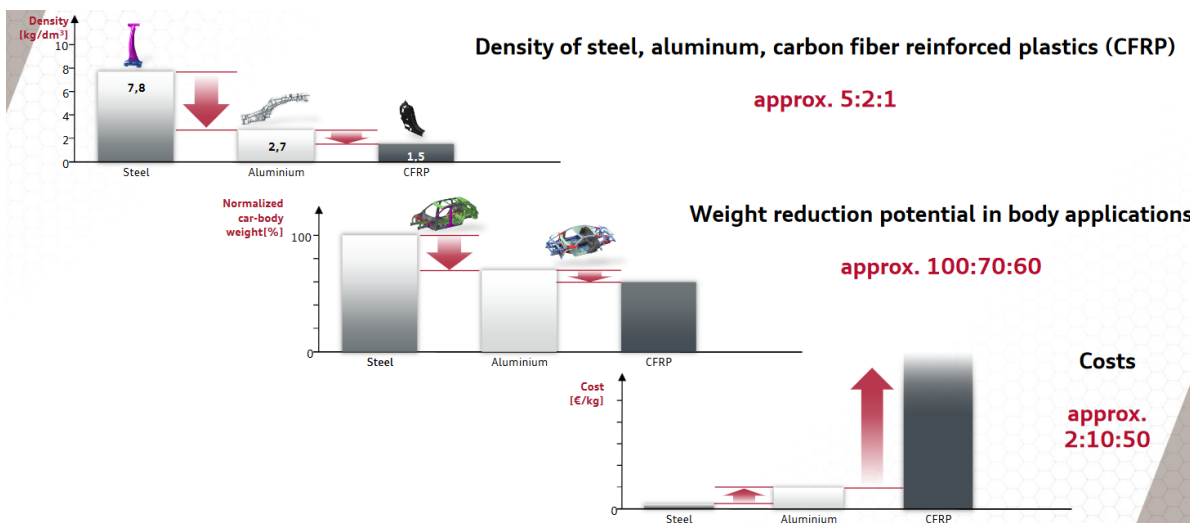 Density
[kg/dm³]
10
8
6
4
2
0
7,8
2,7
1,5
Steel
Aluminium
CFRP
Density of steel, aluminum, carbon fiber reinforced plastics (CFRP)
approx. 5:2:1
Normalized
car-body
weight[%]
100
0
Steel
Aluminium
CFRP
Weight reduction potential in body applications
approx. 100:70:60
Cost
[€/kg]
0
Steel
Aluminium
CFRP
Costs
approx.
2:10:50